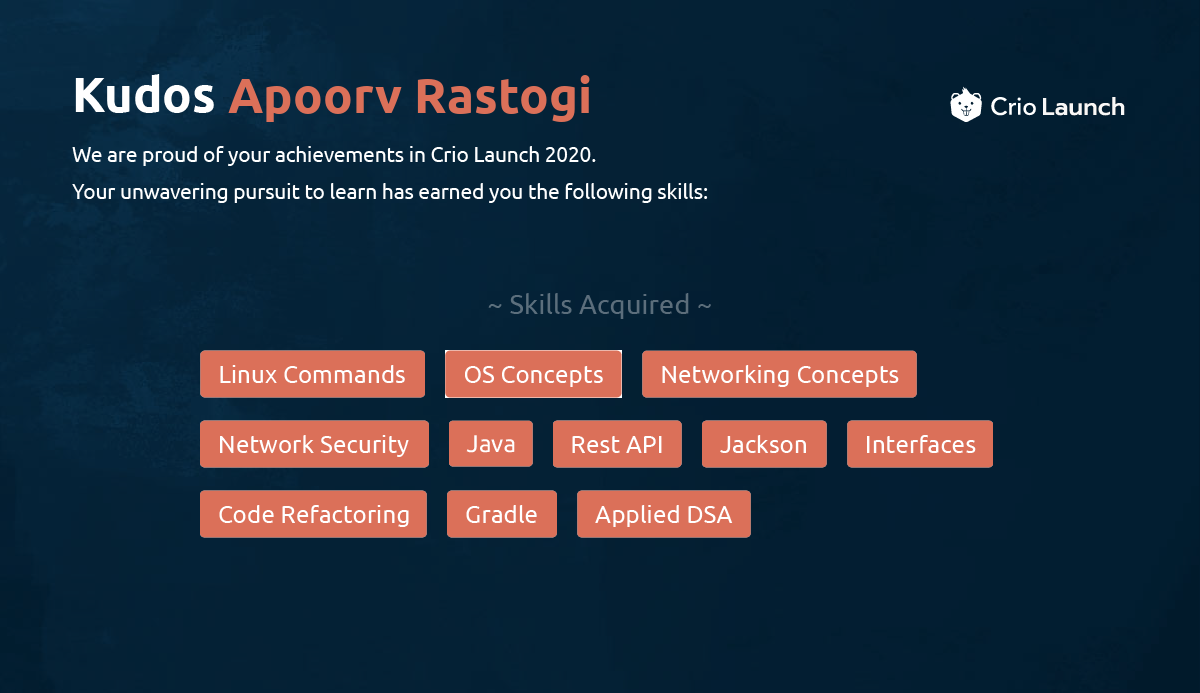 Kudos Apoorv Rastogi
Crio Launch
We are proud of your achievements in Crio Launch 2020.
Your unwavering pursuit to learn has earned you the following skills:
~ Skills Acquired ~
Linux Commands OS Concepts Networking Concepts
Network Security Java Rest API Jackson Interfaces
Code Refactoring Gradle Applied DSA